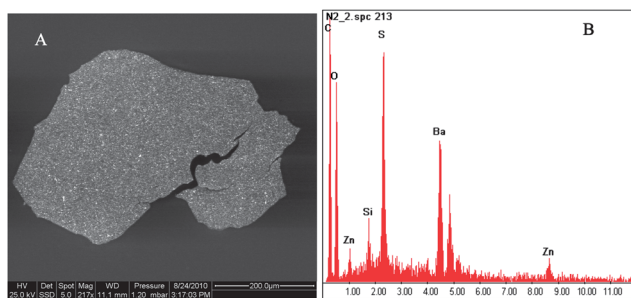 A
HV Det Spot Mag WD Pressure 8/24/2010 200.0µm
25.0 kV SSD 5.0 217x 11.1 mm 1.20 mbar 3:17:03 PM
N2_2.spc 213
B
C
S
O
Ba
Si
Zn
Zn
1.00 2.00 3.00 4.00 5.00 6.00 7.00 8.00 9.00 10.00 11.00